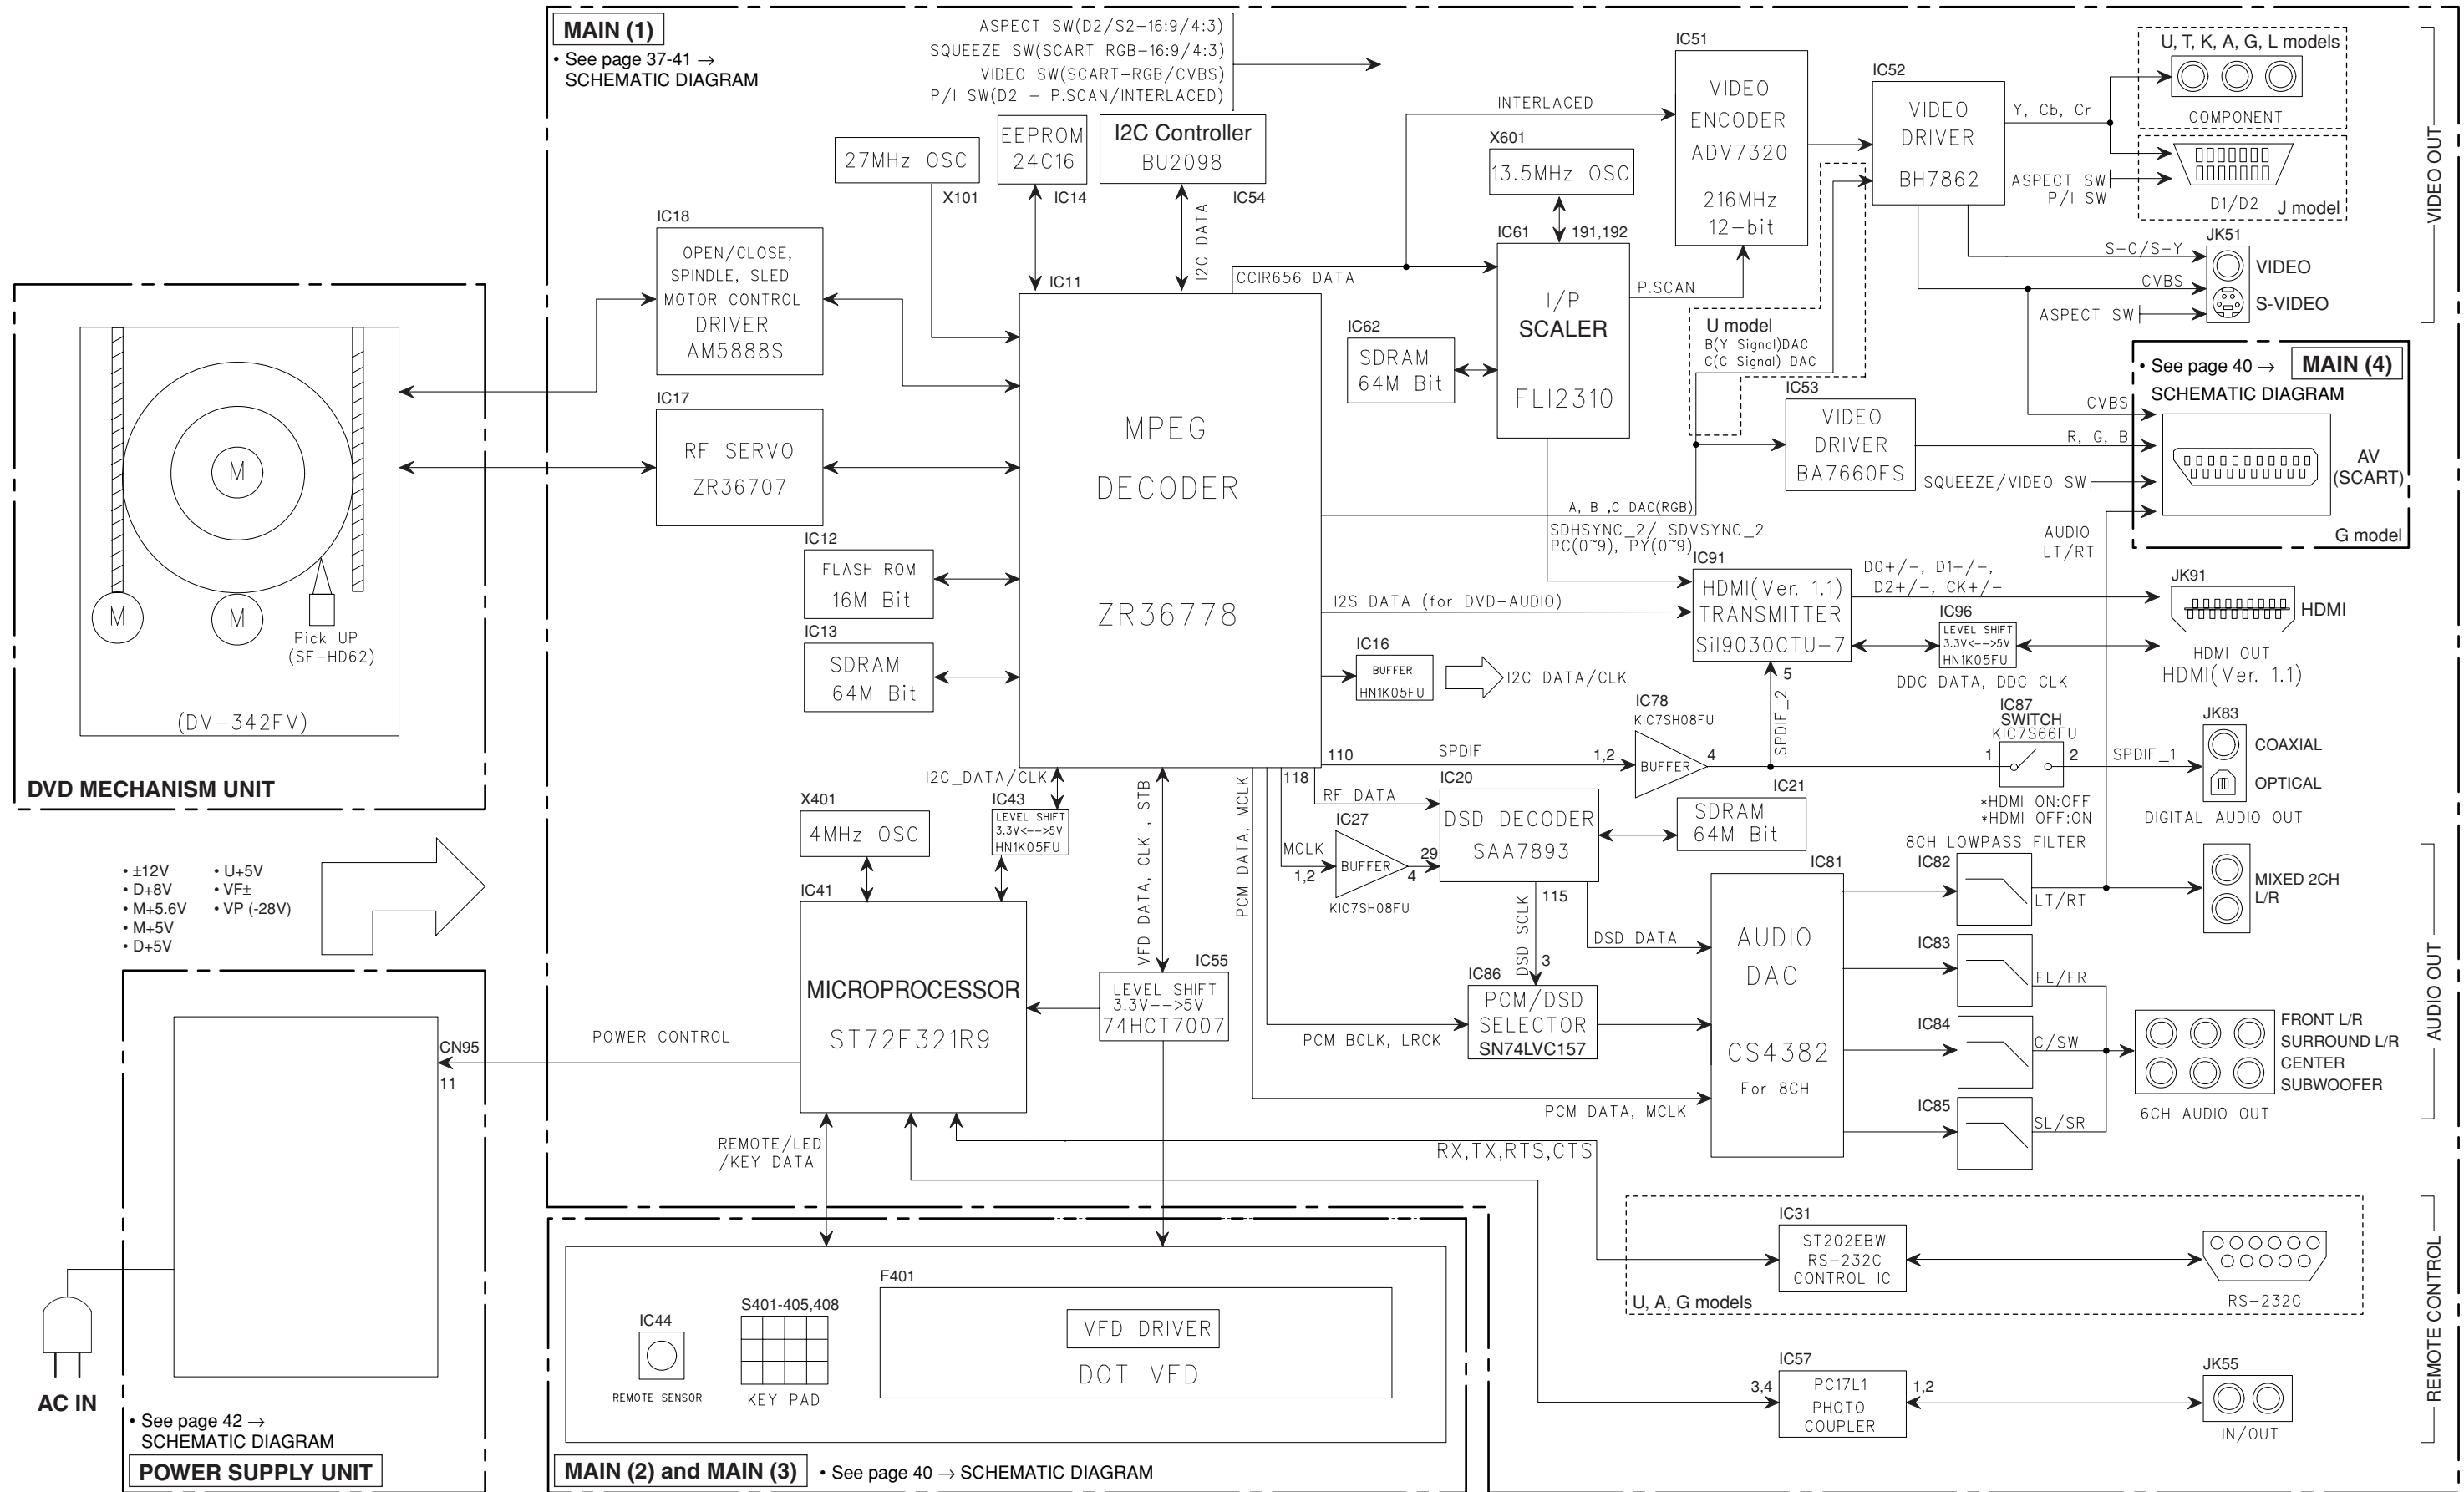 MAIN (1)
• See page 37-41 →
SCHEMATIC DIAGRAM
ASPECT SW(D2/S2-16:9/4:3)
SQUEEZE SW(SCART RGB-16:9/4:3)
VIDEO SW(SCART-RGB/CVBS)
P/I SW(D2 - P.SCAN/INTERLACED)
27MHz OSC
X101
EEPROM
24C16
IC14
I2C Controller
BU2098
IC54
I2C DATA
IC18
OPEN/CLOSE,
SPINDLE, SLED
MOTOR CONTROL
DRIVER
AM5888S
IC17
RF SERVO
ZR36707
IC12
FLASH ROM
16M Bit
IC13
SDRAM
64M Bit
IC11
MPEG
DECODER
ZR36778
CCIR656 DATA
INTERLACED
X601
13.5MHz OSC
IC61
191,192
I/P
SCALER
FLI2310
IC62
SDRAM
64M Bit
P.SCAN
IC51
VIDEO
ENCODER
ADV7320
216MHz
12-bit
IC52
VIDEO
DRIVER
BH7862
U model
B(Y Signal)DAC
C(C Signal) DAC
IC53
VIDEO
DRIVER
BA7660FS
Y, Cb, Cr
U, T, K, A, G, L models
COMPONENT
ASPECT SW
P/I SW
D1/D2
J model
VIDEO OUT
S-C/S-Y
JK51
VIDEO
CVBS
S-VIDEO
ASPECT SW
• See page 40 →
MAIN (4)
SCHEMATIC DIAGRAM
CVBS
R, G, B
SQUEEZE/VIDEO SW
AV
(SCART)
AUDIO
LT/RT
G model
A, B ,C DAC(RGB)
SDHSYNC_2/ SDVSYNC_2
PC(0~9), PY(0~9)
I2S DATA (for DVD-AUDIO)
IC91
HDMI(Ver. 1.1)
TRANSMITTER
SiI9030CTU-7
5
SPDIF_2
D0+/-, D1+/-,
D2+/-, CK+/-
IC96
LEVEL SHIFT
3.3V<-->5V
HN1K05FU
DDC DATA, DDC CLK
JK91
HDMI
HDMI OUT
HDMI(Ver. 1.1)
IC16
BUFFER
HN1K05FU
I2C DATA/CLK
110
SPDIF
1,2
IC78
KIC7SH08FU
BUFFER
4
IC87
SWITCH
KIC7S66FU
1
2
*HDMI ON:OFF
*HDMI OFF:ON
SPDIF_1
JK83
COAXIAL
OPTICAL
DIGITAL AUDIO OUT
118
RF DATA
IC27
MCLK
1,2
BUFFER
4
KIC7SH08FU
29
IC20
DSD DECODER
SAA7893
115
IC21
SDRAM
64M Bit
DSD SCLK
3
DSD DATA
IC86
PCM/DSD
SELECTOR
SN74LVC157
PCM DATA, MCLK
PCM BCLK, LRCK
PCM DATA, MCLK
IC81
AUDIO
DAC
CS4382
For 8CH
8CH LOWPASS FILTER
IC82
LT/RT
IC83
FL/FR
IC84
C/SW
IC85
SL/SR
MIXED 2CH
L/R
FRONT L/R
SURROUND L/R
CENTER
SUBWOOFER
6CH AUDIO OUT
AUDIO OUT
M
M
M
Pick UP
(SF-HD62)
(DV-342FV)
DVD MECHANISM UNIT
• ±12V
• D+8V
• M+5.6V
• M+5V
• D+5V
• U+5V
• VF±
• VP (-28V)
I2C_DATA/CLK
X401
4MHz OSC
IC43
LEVEL SHIFT
3.3V<-->5V
HN1K05FU
VFD DATA, CLK , STB
IC41
MICROPROCESSOR
ST72F321R9
IC55
LEVEL SHIFT
3.3V-->5V
74HCT7007
POWER CONTROL
CN95
11
REMOTE/LED
/KEY DATA
RX,TX,RTS,CTS
IC31
ST202EBW
RS-232C
CONTROL IC
U, A, G models
RS-232C
IC57
3,4
PC17L1
PHOTO
COUPLER
1,2
JK55
IN/OUT
REMOTE CONTROL
IC44
REMOTE SENSOR
S401-405,408
KEY PAD
F401
VFD DRIVER
DOT VFD
MAIN (2) and MAIN (3)
• See page 40 → SCHEMATIC DIAGRAM
AC IN
• See page 42 →
SCHEMATIC DIAGRAM
POWER SUPPLY UNIT